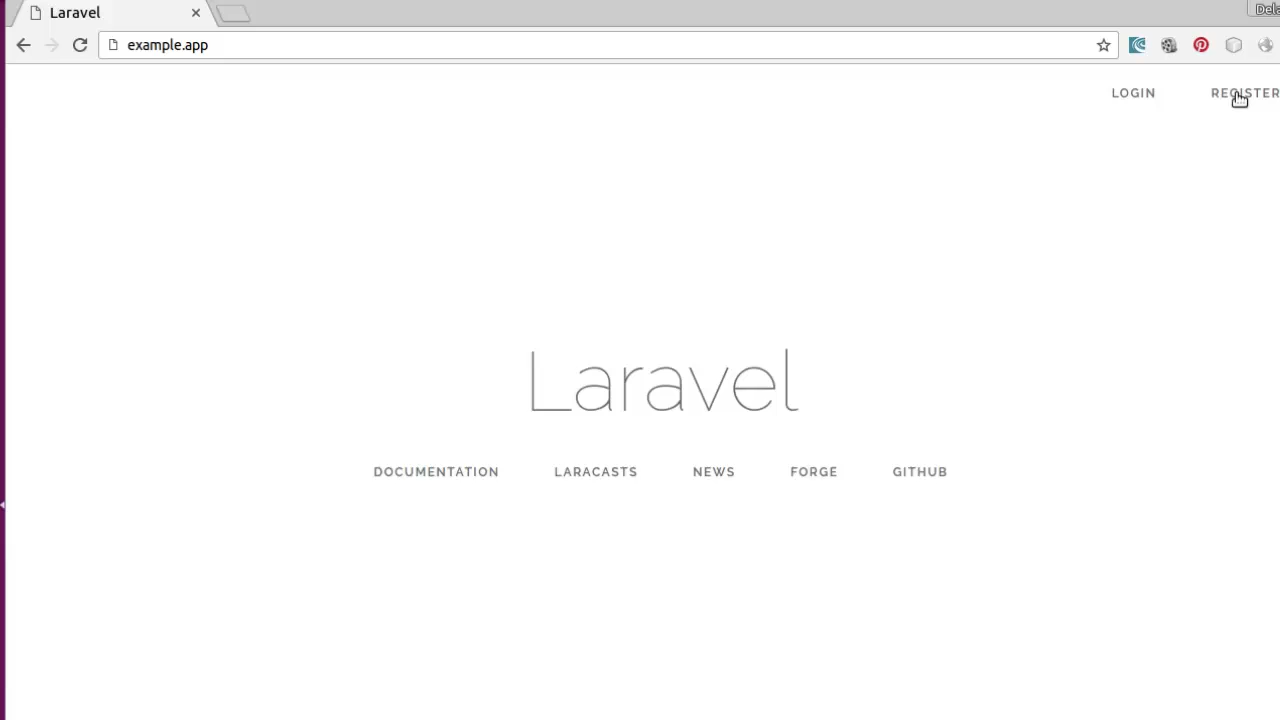 Laravel
example.app
LOGIN REGISTER
Laravel
DOCUMENTATION LARACASTS NEWS FORGE GITHUB